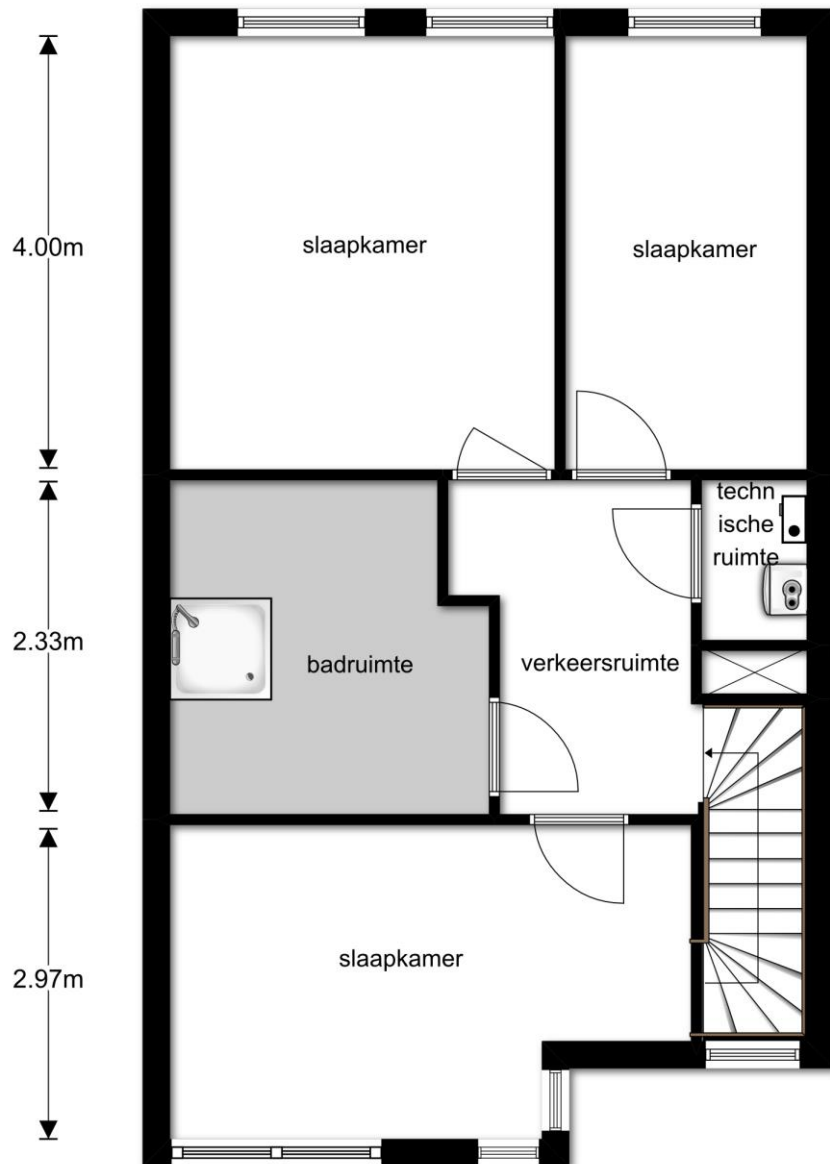 4.00m
slaapkamer
slaapkamer
techn
ische
ruimte
2.33m
badruimte
verkeersruimte
slaapkamer
2.97m